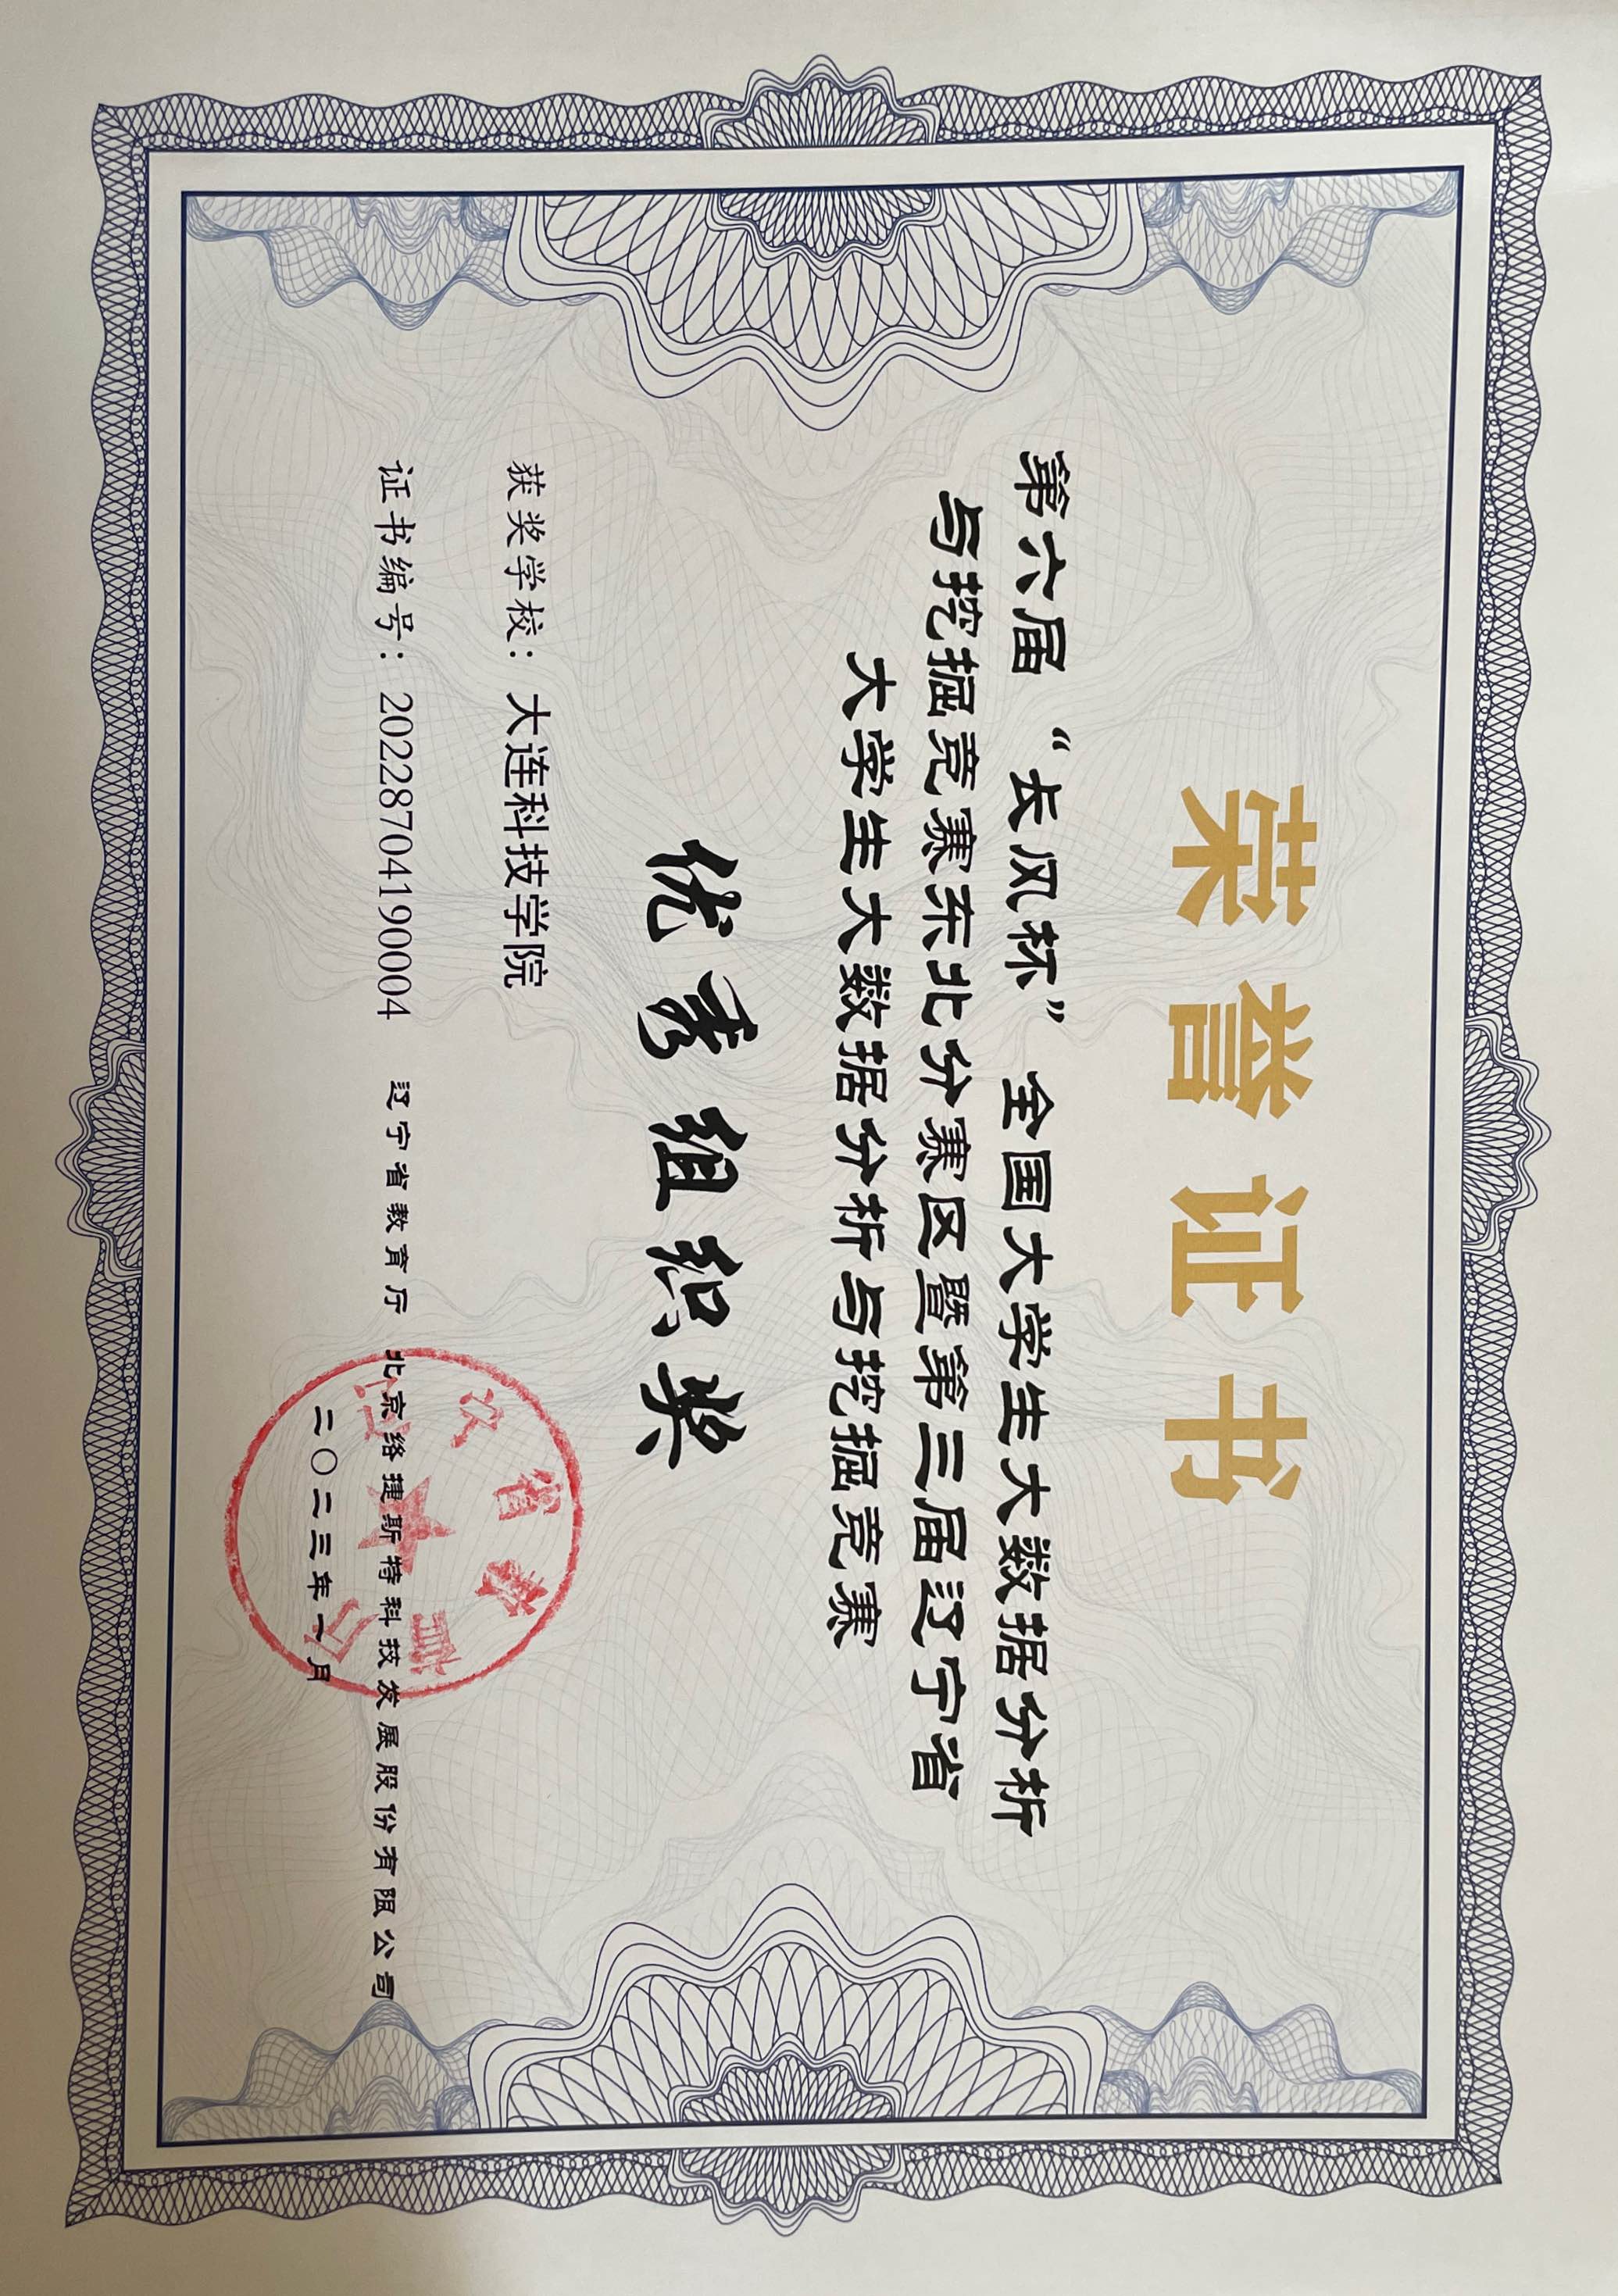 荣誉证书
第六届“长风杯”全国大学生大数据分析
与挖掘竞赛东北分赛区暨第三届辽宁省
大学生大数据分析与挖掘竞赛
优秀组织奖
获奖学校：大连科技学院
证书编号：20228704190004
辽宁省教育厅 北京络捷斯特科技发展股份有限公司
二〇二三年一月